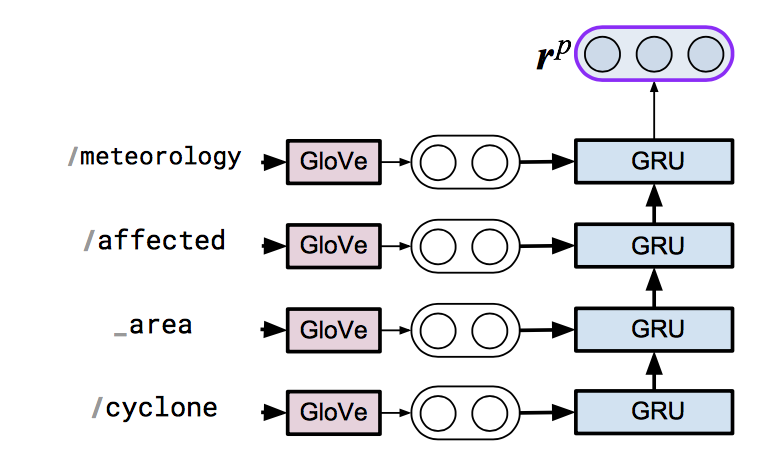 r^p
/meteorology GloVe GRU
/affected GloVe GRU
_area GloVe GRU
/cyclone GloVe GRU